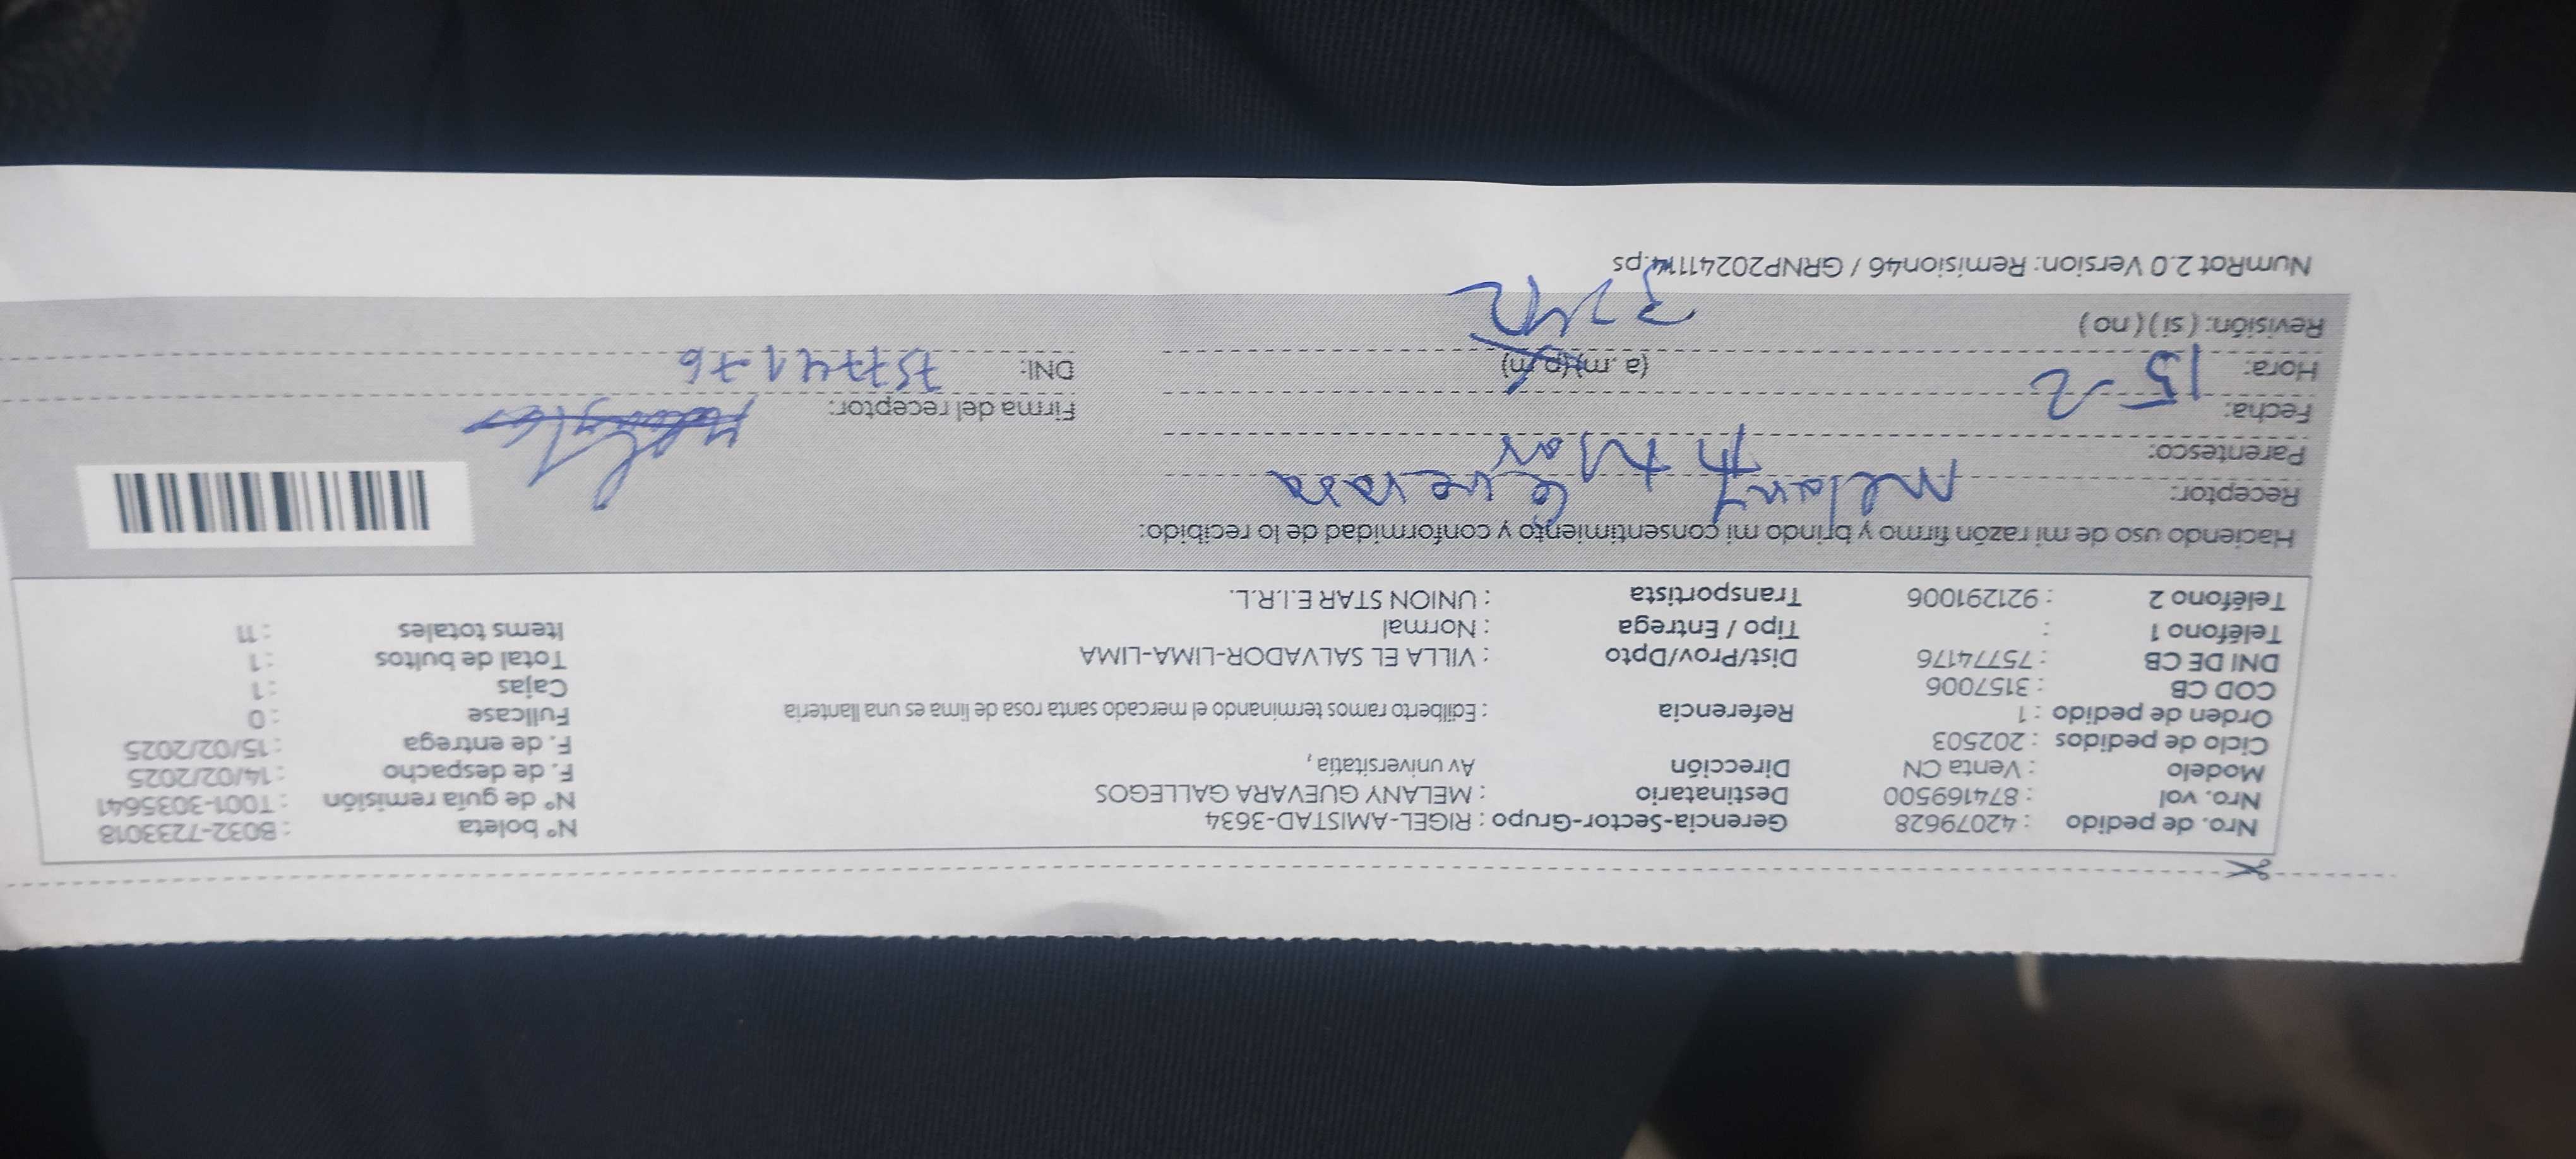 Nro. de pedido : 42079628 Gerencia-Sector-Grupo : RIGEL-AMISTAD-3634 N° boleta : B032-7233018
Nro. vol : 874169500 Destinatario : MELANY GUEVARA GALLEGOS N° de guía remisión : T001-3035641
Modelo : Venta CN Dirección Av universitatia , F. de despacho : 14/02/2025
Ciclo de pedidos : 202503 F. de entrega : 15/02/2025
Orden de pedido : 1 Referencia : Edilberto ramos terminando el mercado santa rosa de lima es una llanteria Fullcase : 0
COD CB : 3157006 Cajas : 1
DNI DE CB : 75774176 Dist/Prov/Dpto : VILLA EL SALVADOR-LIMA-LIMA Total de bultos : 1
Teléfono 1 : Tipo / Entrega : Normal Items totales : 11
Teléfono 2 : 921291006 Transportista : UNION STAR E.I.R.L.
Haciendo uso de mi razón firmo y brindo mi consentimiento y conformidad de lo recibido:
Receptor: Melany Guevara
Parentesco:
Fecha: 15-2 Firma del receptor:
Hora: (a. m) (p. m) DNI: 75774176
Revisión: ( sí ) ( no )
NumRot 2.0 Version: Remision46 / GRNP20241114.ps